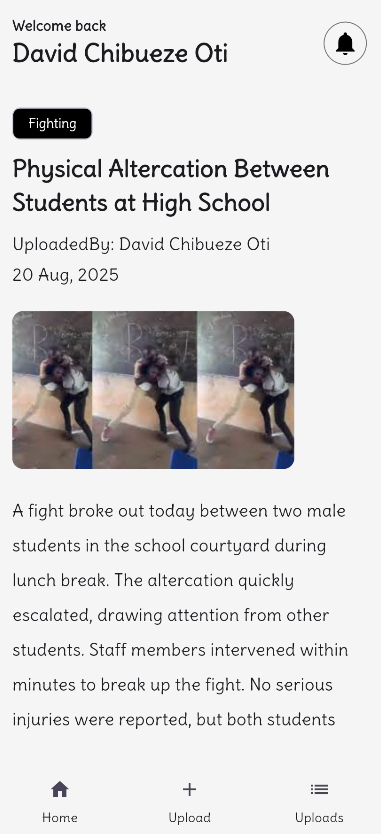 Welcome back
David Chibueze Oti
Fighting
Physical Altercation Between
Students at High School
UploadedBy: David Chibueze Oti
20 Aug, 2025
A fight broke out today between two male
students in the school courtyard during
lunch break. The altercation quickly
escalated, drawing attention from other
students. Staff members intervened within
minutes to break up the fight. No serious
injuries were reported, but both students
Home
Upload
Uploads